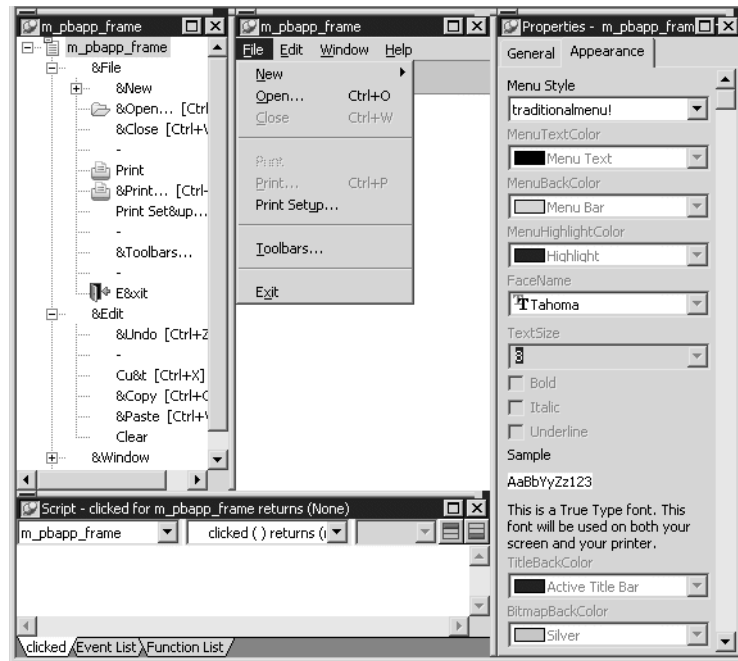 m_pbapp_frame
m_pbapp_frame
&File
&New
&Open... [Ctrl
&Close [Ctrl+
-
Print
&Print... [Ctrl-
Print Set&up...
-
&Toolbars...
-
E&xit
&Edit
&Undo [Ctrl+Z
-
Cu&t [Ctrl+X]
&Copy [Ctrl+C
&Paste [Ctrl+
Clear
&Window
m_pbapp_frame
File Edit Window Help
New
Open... Ctrl+O
Close Ctrl+W
Print
Print... Ctrl+P
Print Setup...
Toolbars...
Exit
Properties - m_pbapp_fram
General Appearance
Menu Style
traditionalmenu!
MenuTextColor
Menu Text
MenuBackColor
Menu Bar
MenuHighlightColor
Highlight
FaceName
Tahoma
TextSize
8
Bold
Italic
Underline
Sample
AaBbYyZz123
This is a True Type font. This
font will be used on both your
screen and your printer.
TitleBackColor
Active Title Bar
BitmapBackColor
Silver
Script - clicked for m_pbapp_frame returns (None)
m_pbapp_frame clicked ( ) returns (
clicked Event List Function List